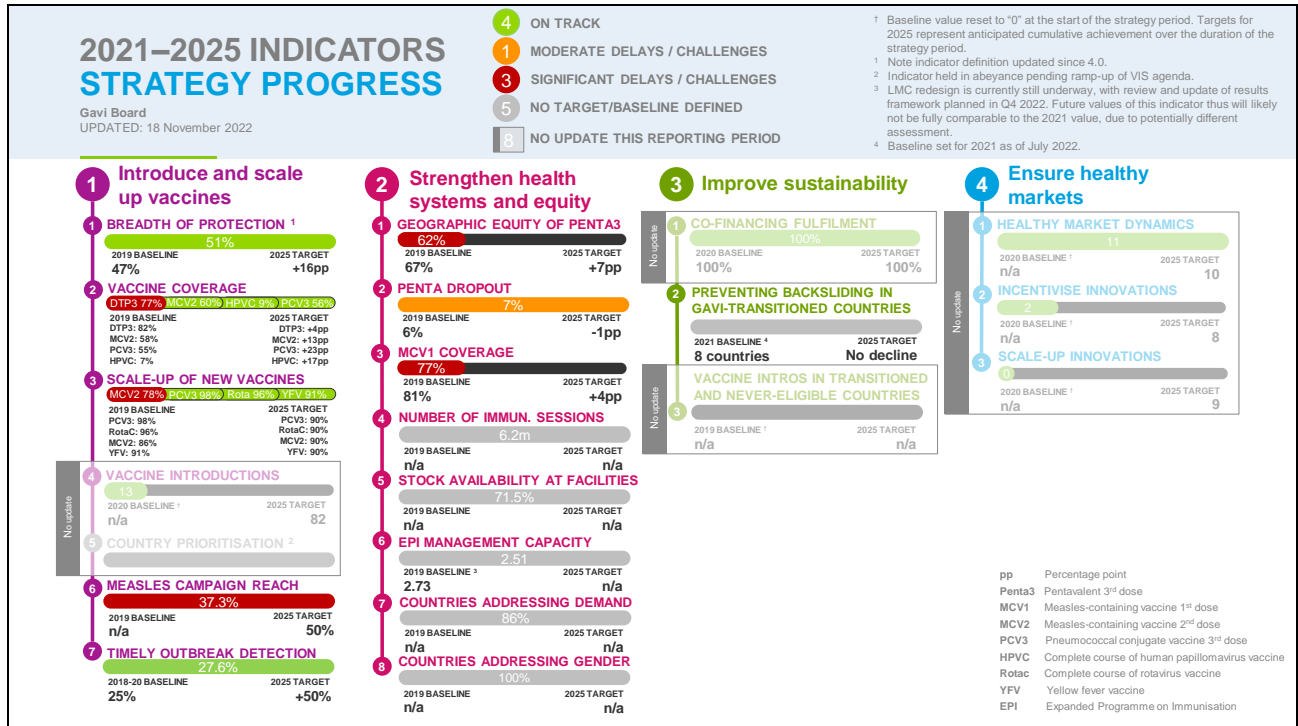 2021–2025 INDICATORS
STRATEGY PROGRESS
Gavi Board
UPDATED: 18 November 2022
4 ON TRACK
1 MODERATE DELAYS / CHALLENGES
3 SIGNIFICANT DELAYS / CHALLENGES
5 NO TARGET/BASELINE DEFINED
8 NO UPDATE THIS REPORTING PERIOD
† Baseline value reset to “0” at the start of the strategy period. Targets for
2025 represent anticipated cumulative achievement over the duration of the
strategy period.
1 Note indicator definition updated since 4.0.
2 Indicator held in abeyance pending ramp-up of VIS agenda.
3 LMC redesign is currently still underway, with review and update of results
framework planned in Q4 2022. Future values of this indicator thus will likely
not be fully comparable to the 2021 value, due to potentially different
assessment.
4 Baseline set for 2021 as of July 2022.
1 Introduce and scale
up vaccines
1 BREADTH OF PROTECTION 1
51%
2019 BASELINE 2025 TARGET
47% +16pp
2 VACCINE COVERAGE
DTP3 77% MCV2 60% HPVC 9% PCV3 56%
2019 BASELINE 2025 TARGET
DTP3: 82% DTP3: +4pp
MCV2: 58% MCV2: +13pp
PCV3: 55% PCV3: +23pp
HPVC: 7% HPVC: +17pp
3 SCALE-UP OF NEW VACCINES
MCV2 78% PCV3 98% Rota 96% YFV 91%
2019 BASELINE 2025 TARGET
PCV3: 98% PCV3: 90%
RotaC: 96% RotaC: 90%
MCV2: 86% MCV2: 90%
YFV: 91% YFV: 90%
No update
4 VACCINE INTRODUCTIONS
13
2020 BASELINE † 2025 TARGET
n/a 82
5 COUNTRY PRIORITISATION 2
6 MEASLES CAMPAIGN REACH
37.3%
2019 BASELINE 2025 TARGET
n/a 50%
7 TIMELY OUTBREAK DETECTION
27.6%
2018-20 BASELINE 2025 TARGET
25% +50%
2 Strengthen health
systems and equity
1 GEOGRAPHIC EQUITY OF PENTA3
62%
2019 BASELINE 2025 TARGET
67% +7pp
2 PENTA DROPOUT
7%
2019 BASELINE 2025 TARGET
6% -1pp
3 MCV1 COVERAGE
77%
2019 BASELINE 2025 TARGET
81% +4pp
4 NUMBER OF IMMUN. SESSIONS
6.2m
2019 BASELINE 2025 TARGET
n/a n/a
5 STOCK AVAILABILITY AT FACILITIES
71.5%
2019 BASELINE 2025 TARGET
n/a n/a
6 EPI MANAGEMENT CAPACITY
2.51
2019 BASELINE 3 2025 TARGET
2.73 n/a
7 COUNTRIES ADDRESSING DEMAND
86%
2019 BASELINE 2025 TARGET
n/a n/a
8 COUNTRIES ADDRESSING GENDER
100%
2019 BASELINE 2025 TARGET
n/a n/a
3 Improve sustainability
No update
1 CO-FINANCING FULFILMENT
100%
2020 BASELINE 2025 TARGET
100% 100%
2 PREVENTING BACKSLIDING IN
GAVI-TRANSITIONED COUNTRIES
2021 BASELINE 4 2025 TARGET
8 countries No decline
No update
VACCINE INTROS IN TRANSITIONED
AND NEVER-ELIGIBLE COUNTRIES
3
2019 BASELINE † 2025 TARGET
n/a n/a
4 Ensure healthy
markets
No update
1 HEALTHY MARKET DYNAMICS
11
2020 BASELINE † 2025 TARGET
n/a 10
2 INCENTIVISE INNOVATIONS
2
2020 BASELINE † 2025 TARGET
n/a 8
3 SCALE-UP INNOVATIONS
0
2020 BASELINE † 2025 TARGET
n/a 9
pp Percentage point
Penta3 Pentavalent 3rd dose
MCV1 Measles-containing vaccine 1st dose
MCV2 Measles-containing vaccine 2nd dose
PCV3 Pneumococcal conjugate vaccine 3rd dose
HPVC Complete course of human papillomavirus vaccine
Rotac Complete course of rotavirus vaccine
YFV Yellow fever vaccine
EPI Expanded Programme on Immunisation